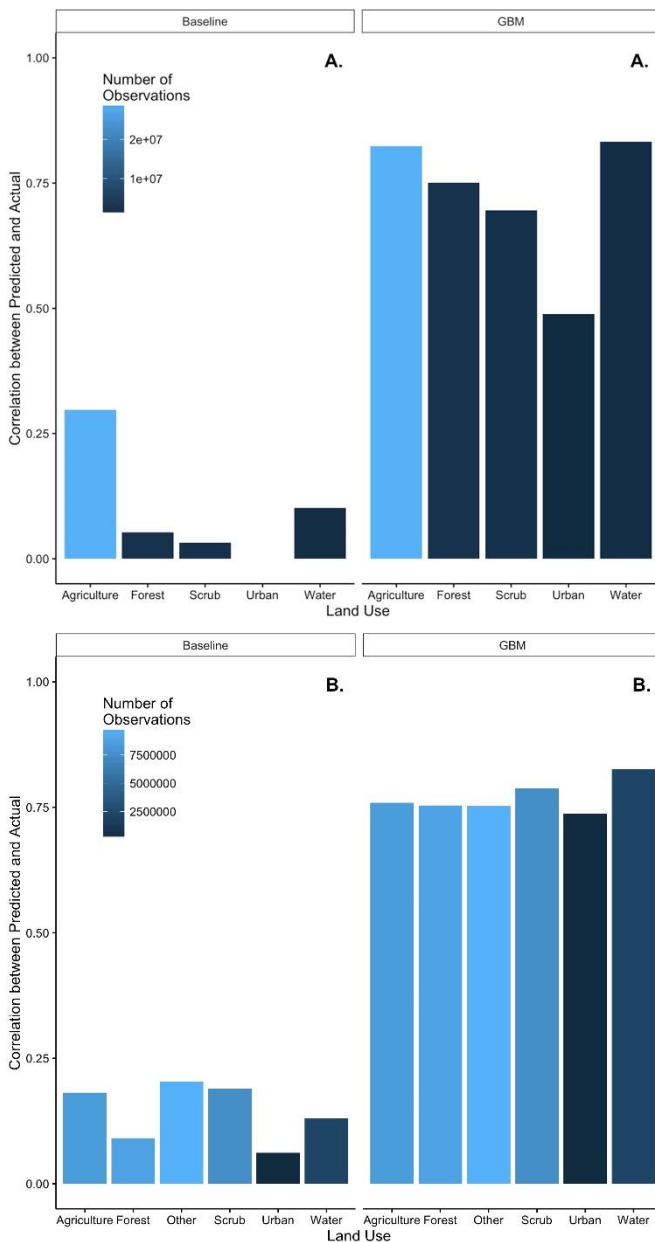 Baseline
GBM
A.
A.
Number of
Observations
2e+07
1e+07
Correlation between Predicted and Actual
1.00
0.75
0.50
0.25
0.00
Agriculture Forest Scrub Urban Water
Agriculture Forest Scrub Urban Water
Land Use
Baseline
GBM
B.
B.
Number of
Observations
7500000
5000000
2500000
Correlation between Predicted and Actual
1.00
0.75
0.50
0.25
0.00
Agriculture Forest Other Scrub Urban Water
Agriculture Forest Other Scrub Urban Water
Land Use